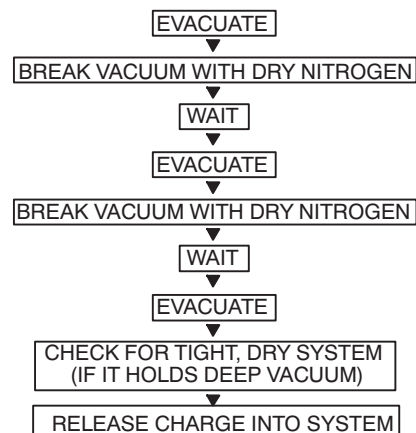 EVACUATE
BREAK VACUUM WITH DRY NITROGEN
WAIT
EVACUATE
BREAK VACUUM WITH DRY NITROGEN
WAIT
EVACUATE
CHECK FOR TIGHT, DRY SYSTEM
(IF IT HOLDS DEEP VACUUM)
RELEASE CHARGE INTO SYSTEM